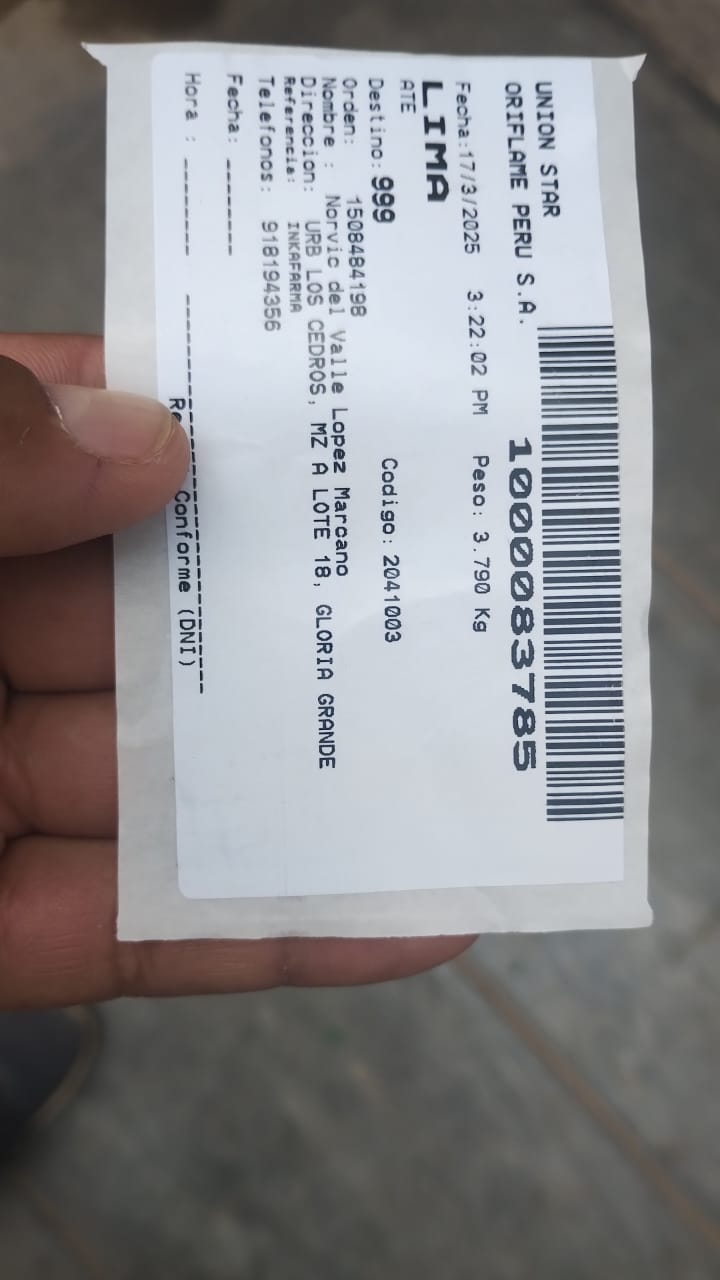 UNION STAR
ORIFLAME PERU S.A.
1000083785
Fecha:17/3/2025 3:22:02 PM Peso: 3.790 Kg
LIMA
ATE
Destino: 999 Codigo: 2041003
Orden: 1508484198
Nombre : Norvic del Valle Lopez Marcano
Direccion: URB LOS CEDROS, MZ A LOTE 18, GLORIA GRANDE
Referencia: INKAFARMA
Telefonos: 918194356
Fecha: --------
Hora : --------
Conforme (DNI)